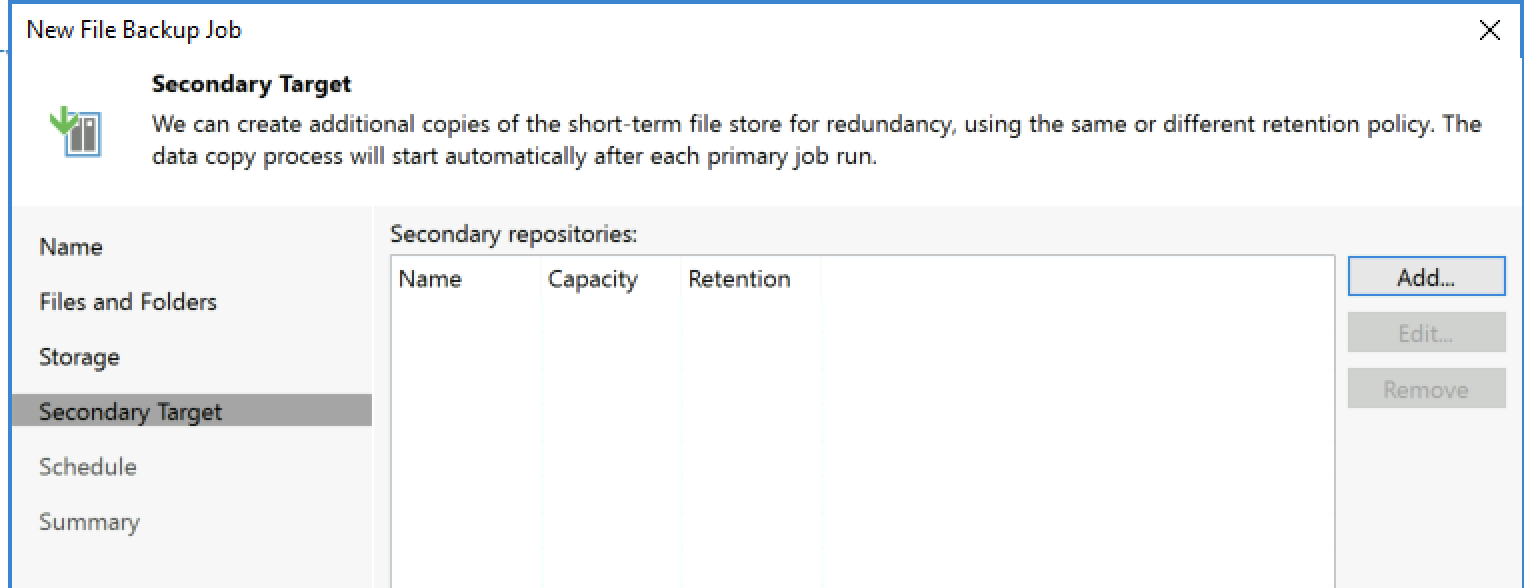 New File Backup Job
Secondary Target
We can create additional copies of the short-term file store for redundancy, using the same or different retention policy. The
data copy process will start automatically after each primary job run.
Name
Files and Folders
Storage
Secondary Target
Schedule
Summary
Secondary repositories:
Name Capacity Retention
Add...
Edit...
Remove